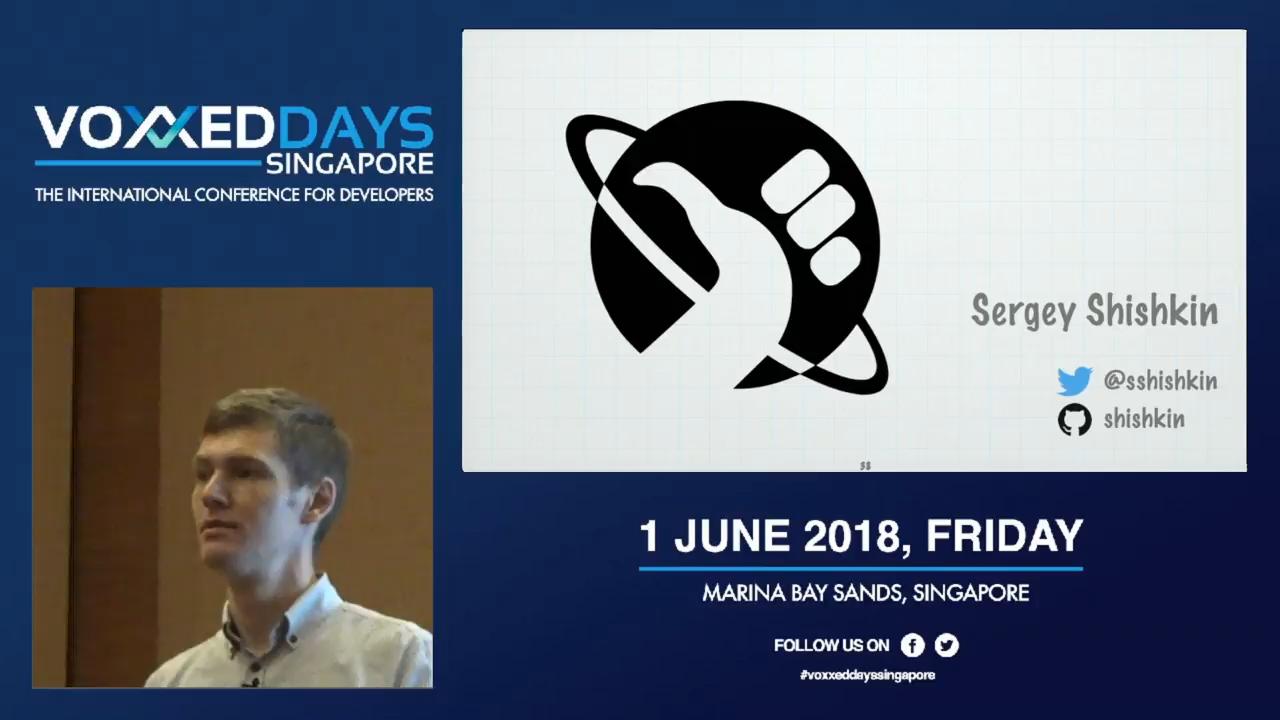 VOXXEDDAYS
SINGAPORE
THE INTERNATIONAL CONFERENCE FOR DEVELOPERS
Sergey Shishkin
@sshishkin
shishkin
1 JUNE 2018, FRIDAY
MARINA BAY SANDS, SINGAPORE
FOLLOW US ON
#voxxeddayssingapore